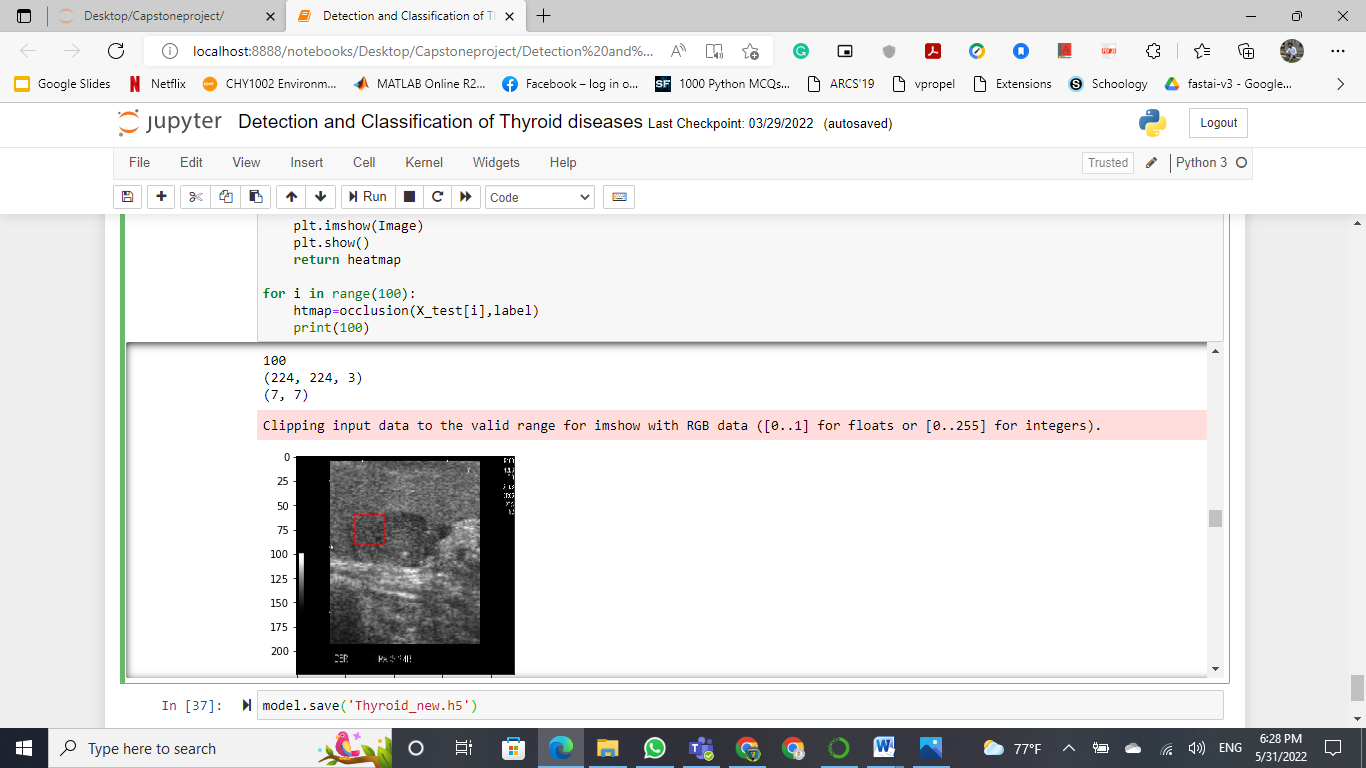 Desktop/Capstoneproject/
Detection and Classification of T
localhost:8888/notebooks/Desktop/Capstoneproject/Detection%20and%...
Google Slides
Netflix
CHY1002 Environm...
MATLAB Online R2...
Facebook – log in o...
1000 Python MCQs...
ARCS'19
vpropel
Extensions
Schoology
fastai-v3 - Google...
jupyter Detection and Classification of Thyroid diseases Last Checkpoint: 03/29/2022 (autosaved)
Logout
File Edit View Insert Cell Kernel Widgets Help
Trusted
Python 3
Run
Code
plt.imshow(Image)
plt.show()
return heatmap
for i in range(100):
htmap=occlusion(X_test[i],label)
print(100)
100
(224, 224, 3)
(7, 7)
Clipping input data to the valid range for imshow with RGB data ([0..1] for floats or [0..255] for integers).
0
25
50
75
100
125
150
175
200
In [37]:
model.save('Thyroid_new.h5')
Type here to search
77°F
ENG
6:28 PM
5/31/2022